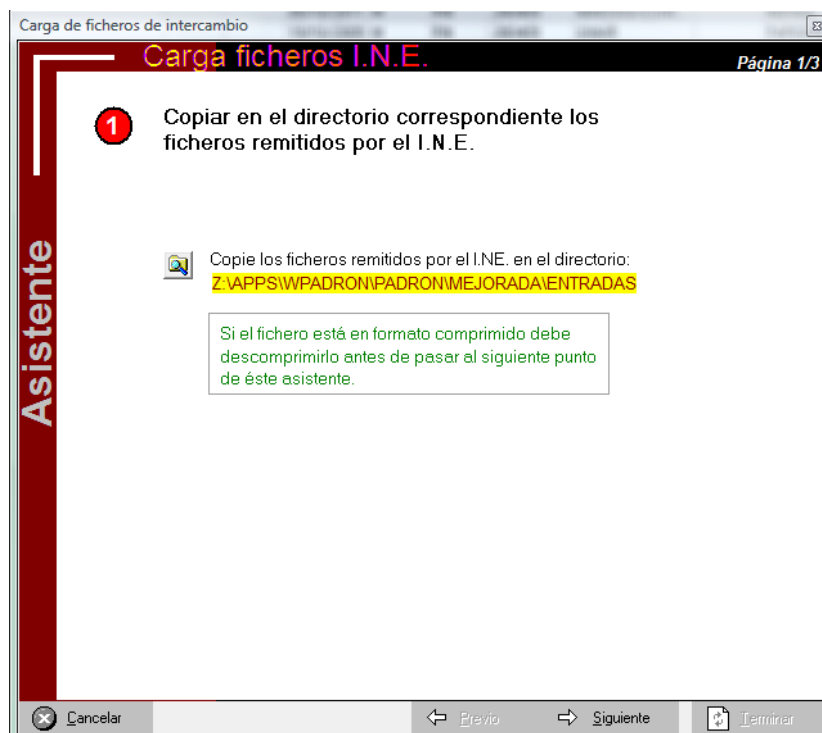 Carga de ficheros de intercambio
Carga ficheros I.N.E.
Página 1/3
Asistente
1
Copiar en el directorio correspondiente los
ficheros remitidos por el I.N.E.
Copie los ficheros remitidos por el I.NE. en el directorio:
Z:\APPS\WPADRON\PADRON\MEJORADA\ENTRADAS
Si el fichero está en formato comprimido debe
descomprimirlo antes de pasar al siguiente punto
de éste asistente.
Cancelar
Previo
Siguiente
Terminar